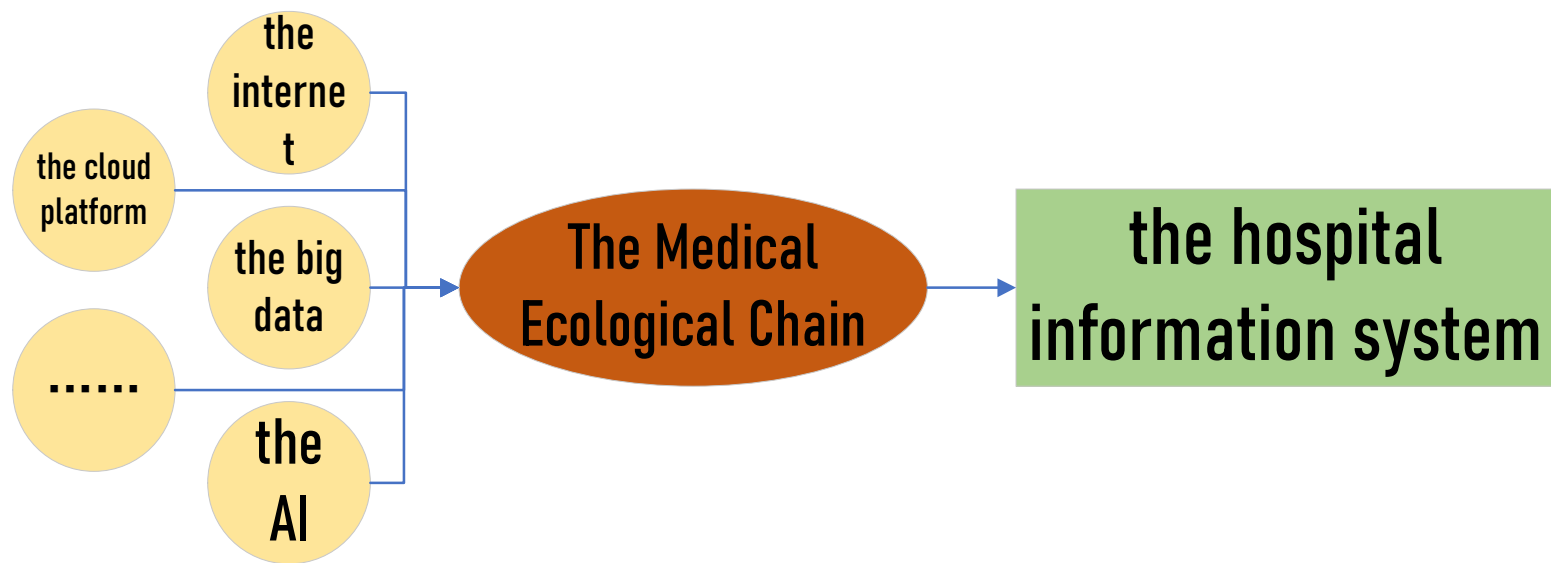 the
interne
t
the cloud
platform
the big
data
······
the
AI
The Medical
Ecological Chain
the hospital
information system